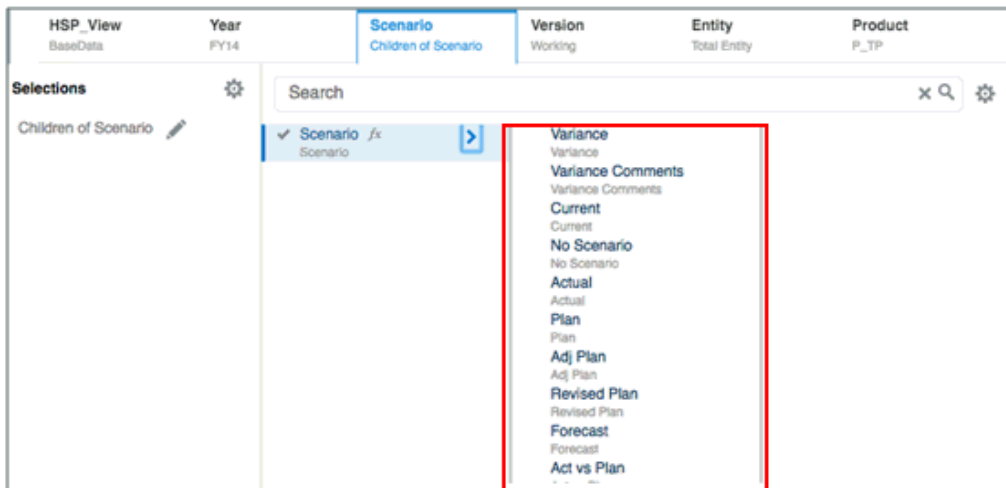 HSP_View Year Scenario Version Entity Product
BaseData FY14 Children of Scenario Working Total Entity P_TP
Selections
Search
Children of Scenario
Scenario fx
Scenario
Variance
Variance
Variance Comments
Variance Comments
Current
Current
No Scenario
No Scenario
Actual
Actual
Plan
Plan
Adj Plan
Adj Plan
Revised Plan
Revised Plan
Forecast
Forecast
Act vs Plan